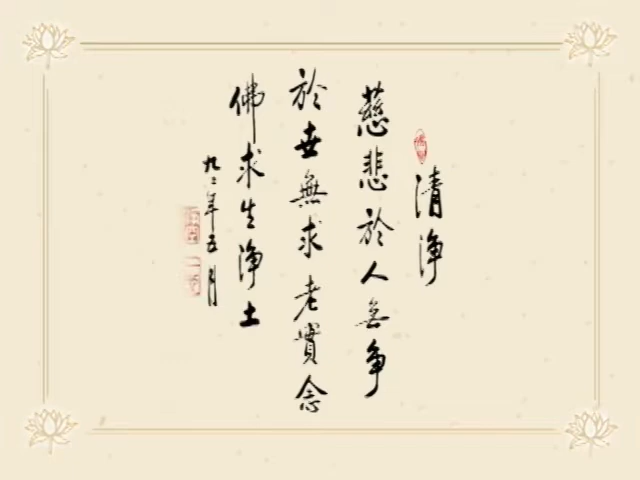 清淨
慈悲於人無争
於世無求老實念
佛求生淨土
九二年五月